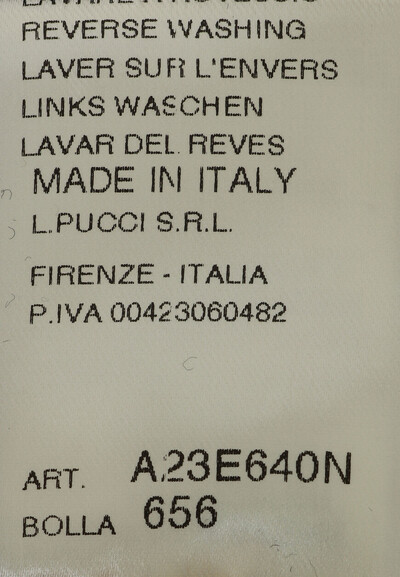 REVERSE WASHING
LAVER SUR L'ENVERS
LINKS WASCHEN
LAVAR DEL REVES
MADE IN ITALY
L.PUCCI S.R.L.
FIRENZE - ITALIA
P.IVA 00423060482
ART. A.23E640N
BOLLA 656